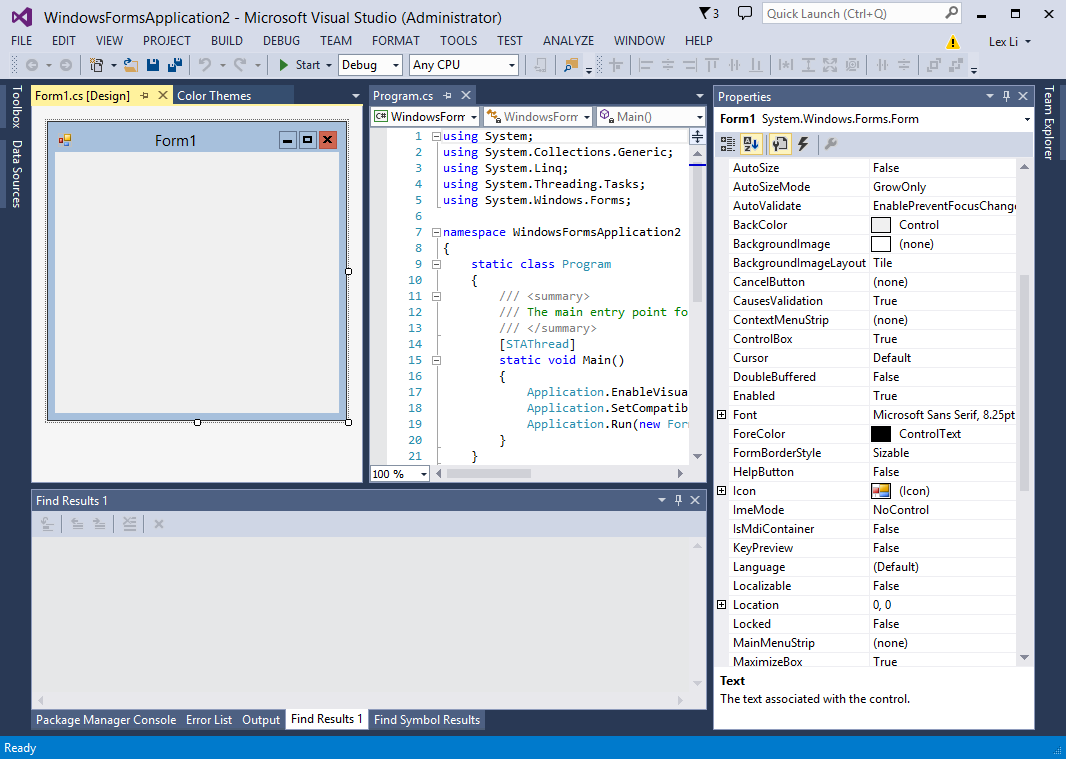 WindowsFormsApplication2 - Microsoft Visual Studio (Administrator)
3
Quick Launch (Ctrl+Q)
FILE EDIT VIEW PROJECT BUILD DEBUG TEAM FORMAT TOOLS TEST ANALYZE WINDOW HELP
Lex Li
Start Debug Any CPU
Toolbox
Data Sources
Form1.cs [Design] Color Themes
Form1
Program.cs
C# WindowsForm WindowsForm Main()
1 using System;
2 using System.Collections.Generic;
3 using System.Linq;
4 using System.Threading.Tasks;
5 using System.Windows.Forms;
6
7 namespace WindowsFormsApplication2
8 {
9 static class Program
10 {
11 /// <summary>
12 /// The main entry point fo
13 /// </summary>
14 [STAThread]
15 static void Main()
16 {
17 Application.EnableVisua
18 Application.SetCompatib
19 Application.Run(new For
20 }
21 }
100 %
Properties
Form1 System.Windows.Forms.Form
AutoSize False
AutoSizeMode GrowOnly
AutoValidate EnablePreventFocusChange
BackColor Control
BackgroundImage (none)
BackgroundImageLayout Tile
CancelButton (none)
CausesValidation True
ContextMenuStrip (none)
ControlBox True
Cursor Default
DoubleBuffered False
Enabled True
Font Microsoft Sans Serif, 8.25pt
ForeColor ControlText
FormBorderStyle Sizable
HelpButton False
Icon (Icon)
ImeMode NoControl
IsMdiContainer False
KeyPreview False
Language (Default)
Localizable False
Location 0, 0
Locked False
MainMenuStrip (none)
MaximizeBox True
Text
The text associated with the control.
Team Explorer
Find Results 1
Package Manager Console Error List Output Find Results 1 Find Symbol Results
Ready